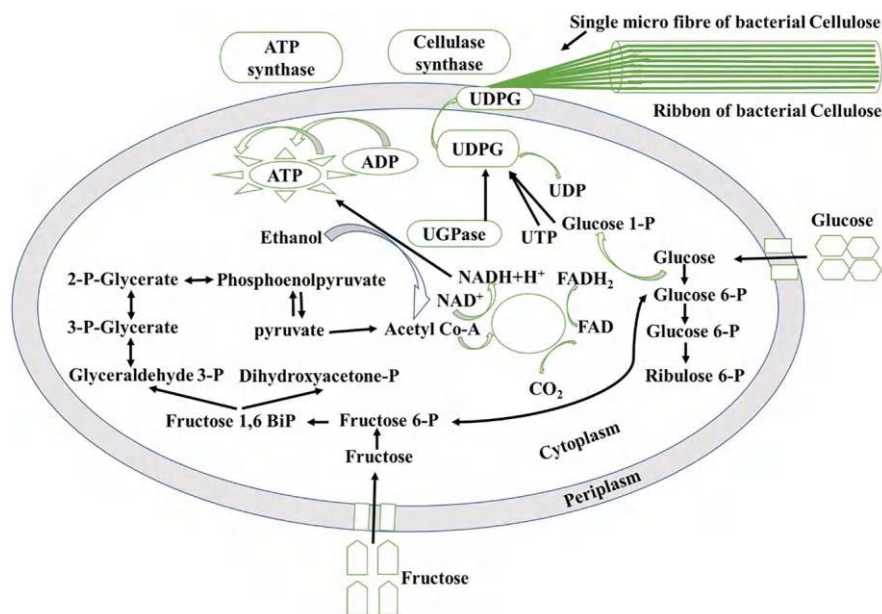 Single micro fibre of bacterial Cellulose
ATP
synthase
Cellulase
synthase
UDPG
Ribbon of bacterial Cellulose
ATP
ADP
UDPG
UDP
Ethanol
UGPase
UTP
Glucose 1-P
Glucose
Glucose
2-P-Glycerate
Phosphoenolpyruvate
NADH+H⁺
FADH₂
Glucose 6-P
NAD⁺
3-P-Glycerate
pyruvate
Acetyl Co-A
FAD
Glucose 6-P
Glyceraldehyde 3-P
Dihydroxyacetone-P
CO₂
Ribulose 6-P
Fructose 1,6 BiP
Fructose 6-P
Cytoplasm
Fructose
Periplasm
Fructose